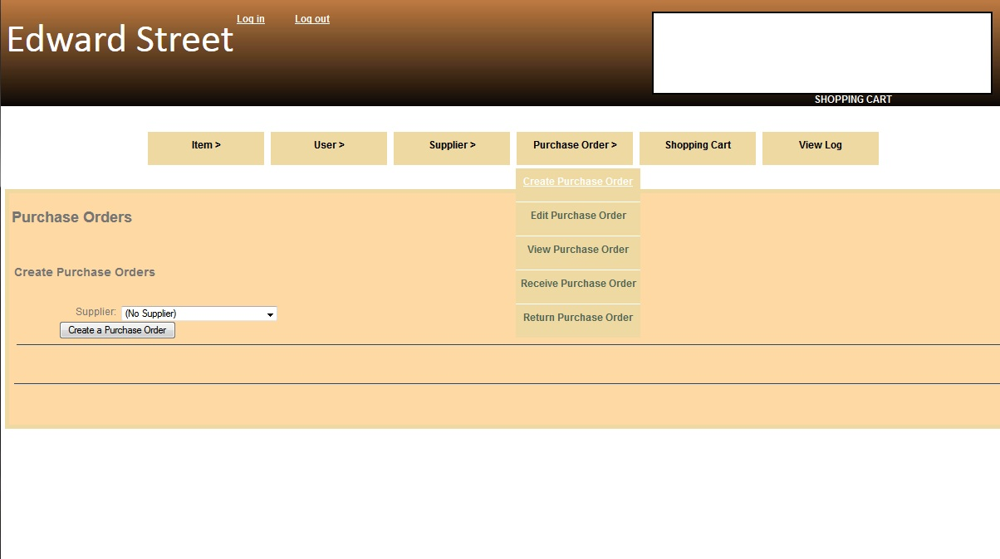 Log in Log out
Edward Street
SHOPPING CART
Item > User > Supplier > Purchase Order > Shopping Cart View Log
Create Purchase Order
Edit Purchase Order
View Purchase Order
Receive Purchase Order
Return Purchase Order
Purchase Orders
Create Purchase Orders
Supplier: (No Supplier)
Create a Purchase Order